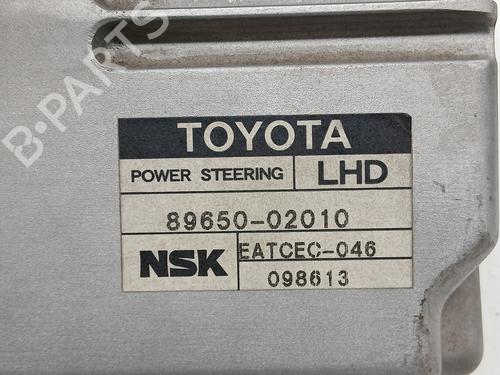 B-PARTS
TOYOTA
POWER STEERING LHD
89650-02010
NSK EATCEC-046
098613